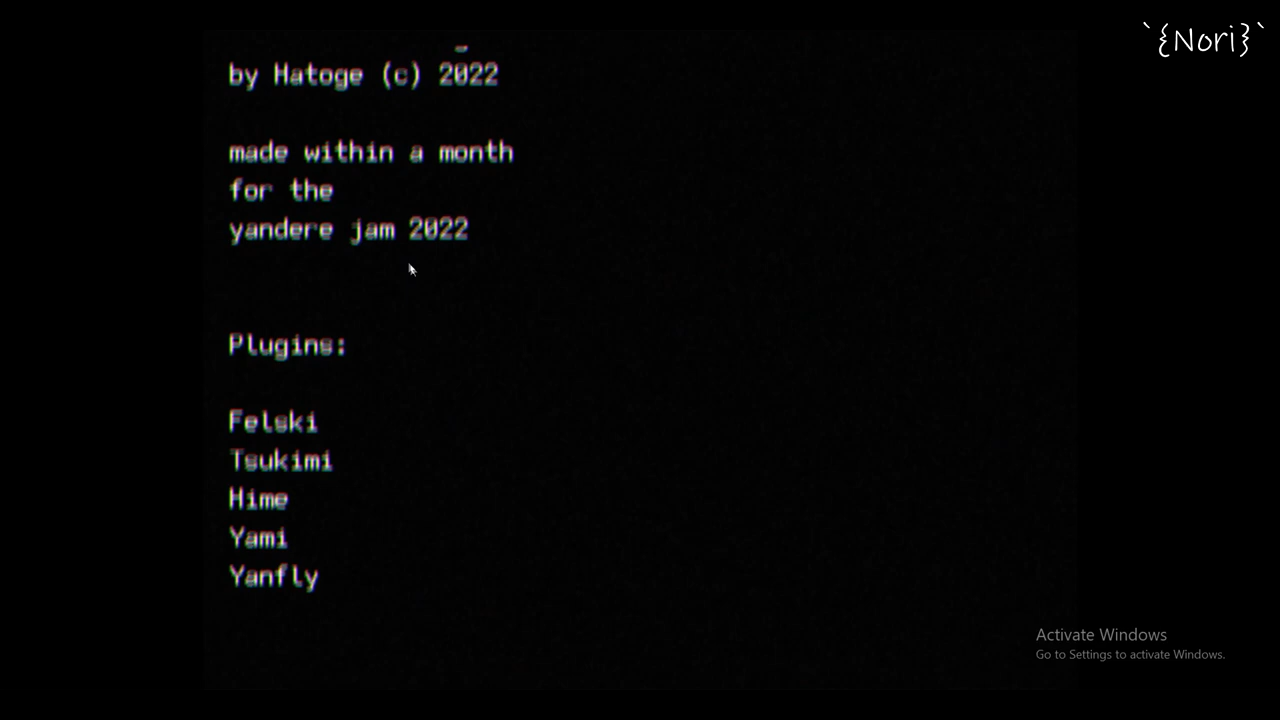 `{Nori}`
by Hatoge (c) 2022
made within a month
for the
yandere jam 2022
Plugins:
Felski
Tsukimi
Hime
Yami
Yanfly
Activate Windows
Go to Settings to activate Windows.